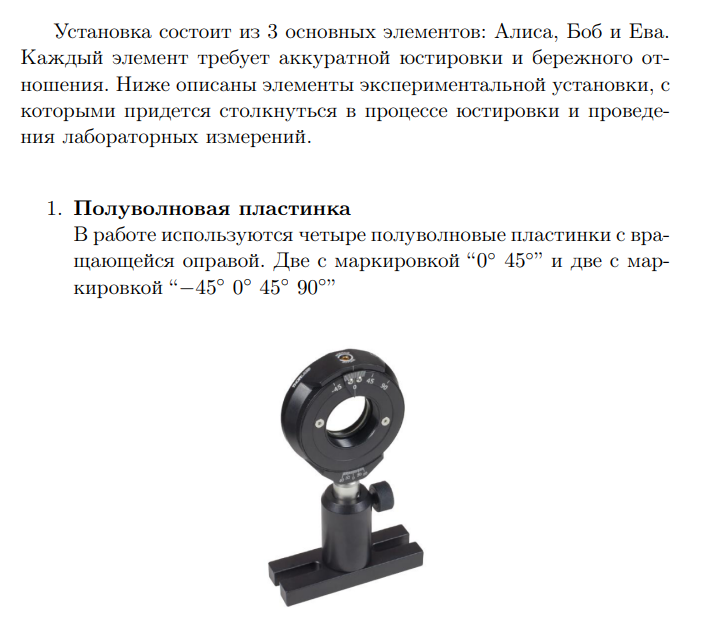 Установка состоит из 3 основных элементов: Алиса, Боб и Ева.
Каждый элемент требует аккуратной юстировки и бережного от-
ношения. Ниже описаны элементы экспериментальной установки, с
которыми придется столкнуться в процессе юстировки и проведе-
ния лабораторных измерений.
1. Полуволновая пластинка
В работе используются четыре полуволновые пластинки с вра-
щающейся оправой. Две с маркировкой “0° 45°” и две с мар-
кировкой “−45° 0° 45° 90°”
-45 0 45 90